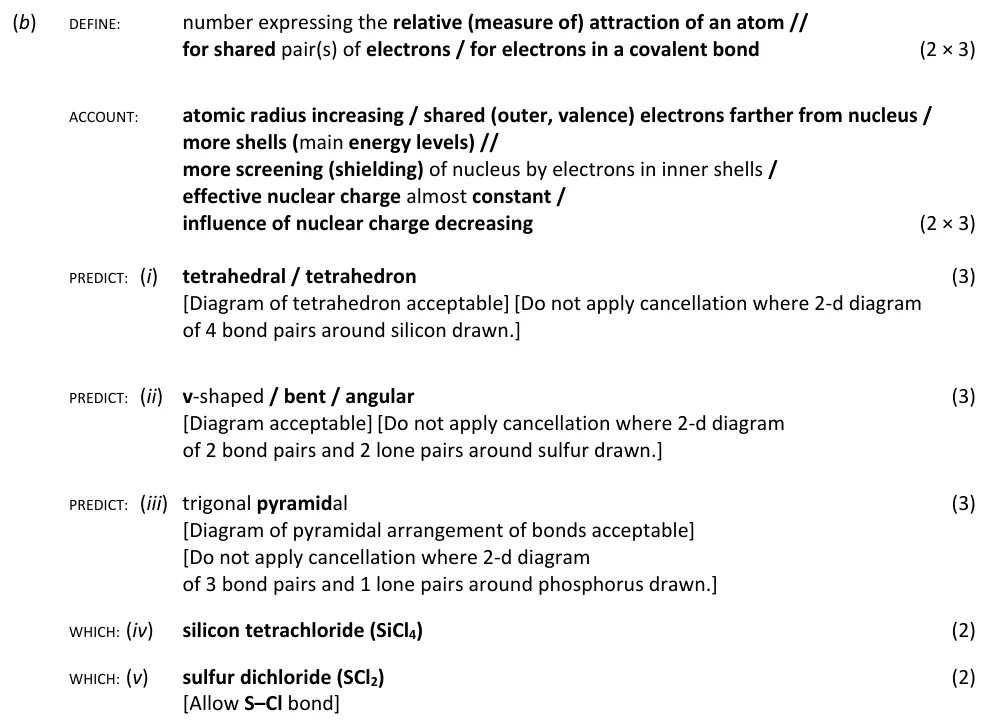 (b) DEFINE: number expressing the relative (measure of) attraction of an atom //
for shared pair(s) of electrons / for electrons in a covalent bond (2 × 3)
ACCOUNT: atomic radius increasing / shared (outer, valence) electrons farther from nucleus /
more shells (main energy levels) //
more screening (shielding) of nucleus by electrons in inner shells /
effective nuclear charge almost constant /
influence of nuclear charge decreasing (2 × 3)
PREDICT: (i) tetrahedral / tetrahedron (3)
[Diagram of tetrahedron acceptable] [Do not apply cancellation where 2-d diagram
of 4 bond pairs around silicon drawn.]
PREDICT: (ii) v-shaped / bent / angular (3)
[Diagram acceptable] [Do not apply cancellation where 2-d diagram
of 2 bond pairs and 2 lone pairs around sulfur drawn.]
PREDICT: (iii) trigonal pyramidal (3)
[Diagram of pyramidal arrangement of bonds acceptable]
[Do not apply cancellation where 2-d diagram
of 3 bond pairs and 1 lone pairs around phosphorus drawn.]
WHICH: (iv) silicon tetrachloride (SiCl₄) (2)
WHICH: (v) sulfur dichloride (SCl₂) (2)
[Allow S–Cl bond]